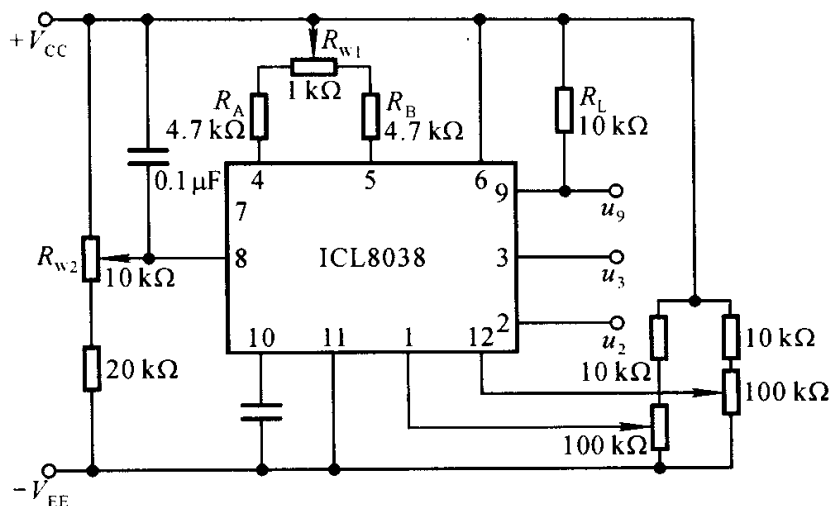 +V_CC
R_w1
1 kΩ
R_A
4.7 kΩ
R_B
4.7 kΩ
R_L
10 kΩ
0.1 μF
4
5
6
7
9
u_9
R_w2
10 kΩ
8
ICL8038
3
u_3
2
u_2
10
11
1
12
20 kΩ
10 kΩ
10 kΩ
100 kΩ
100 kΩ
−V_EE